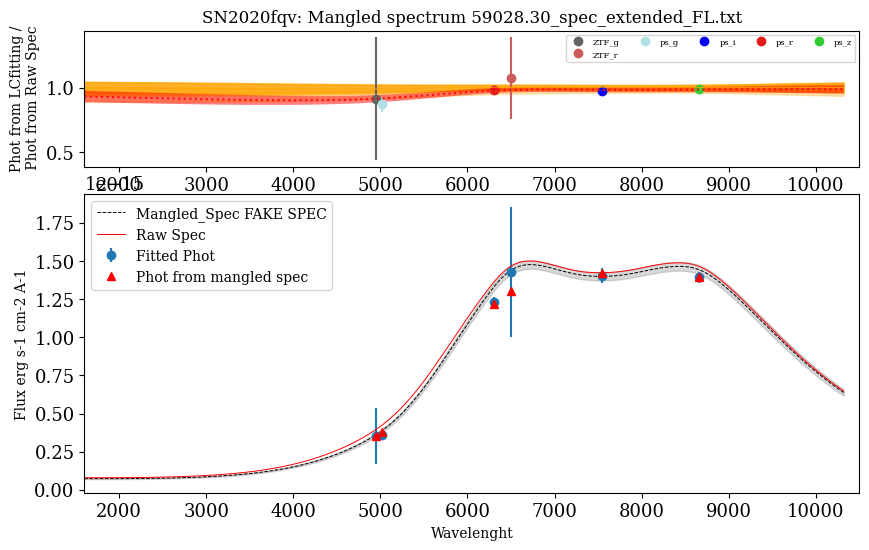 SN2020fqv: Mangled spectrum 59028.30_spec_extended_FL.txt
Phot from LCfitting /
Phot from Raw Spec
1.0
0.5
ZTF_g ps_g ps_i ps_r ps_z
ZTF_r
2000 3000 4000 5000 6000 7000 8000 9000 10000
1e−15
Mangled_Spec FAKE SPEC
Raw Spec
Fitted Phot
Phot from mangled spec
Flux erg s-1 cm-2 A-1
1.75
1.50
1.25
1.00
0.75
0.50
0.25
0.00
2000 3000 4000 5000 6000 7000 8000 9000 10000
Wavelenght